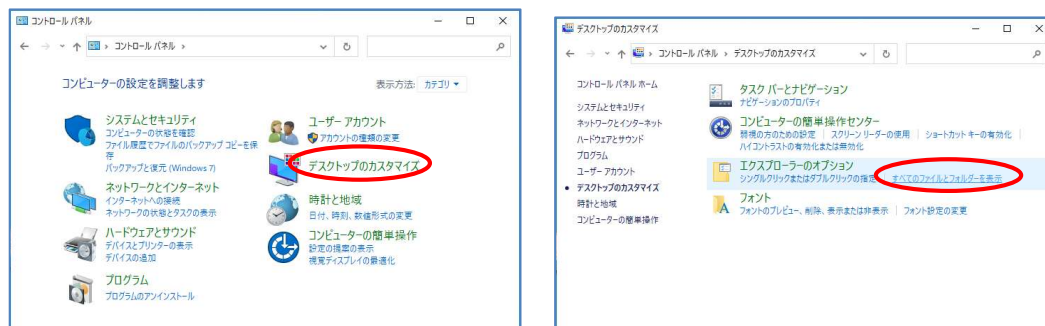 コントロール パネル
コントロール パネル
コンピューターの設定を調整します
表示方法: カテゴリ
システムとセキュリティ
コンピューターの状態を確認
ファイル履歴でファイルのバックアップ コピーを保
存
バックアップと復元 (Windows 7)
ネットワークとインターネット
インターネットへの接続
ネットワークの状態とタスクの表示
ハードウェアとサウンド
デバイスとプリンターの表示
デバイスの追加
プログラム
プログラムのアンインストール
ユーザー アカウント
アカウントの種類の変更
デスクトップのカスタマイズ
時計と地域
日付、時刻、数値形式の変更
コンピューターの簡単操作
設定の提案の表示
視覚ディスプレイの最適化
デスクトップのカスタマイズ
コントロール パネル › デスクトップのカスタマイズ
コントロール パネル ホーム
システムとセキュリティ
ネットワークとインターネット
ハードウェアとサウンド
プログラム
ユーザー アカウント
デスクトップのカスタマイズ
時計と地域
コンピューターの簡単操作
タスク バーとナビゲーション
ナビゲーションのプロパティ
コンピューターの簡単操作センター
弱視の方のための設定 | スクリーン リーダーの使用 | ショートカット キーの有効化 |
ハイコントラストの有効化または無効化
エクスプローラーのオプション
シングルクリックまたはダブルクリックの指定 | すべてのファイルとフォルダーを表示
フォント
フォントのプレビュー、削除、表示または非表示 | フォント設定の変更